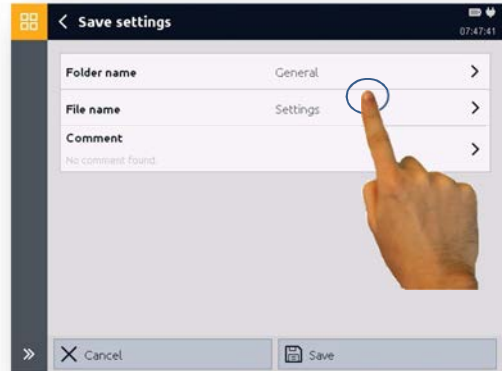 Save settings
07:47:41
Folder name General
File name Settings
Comment
No comment found.
Cancel Save